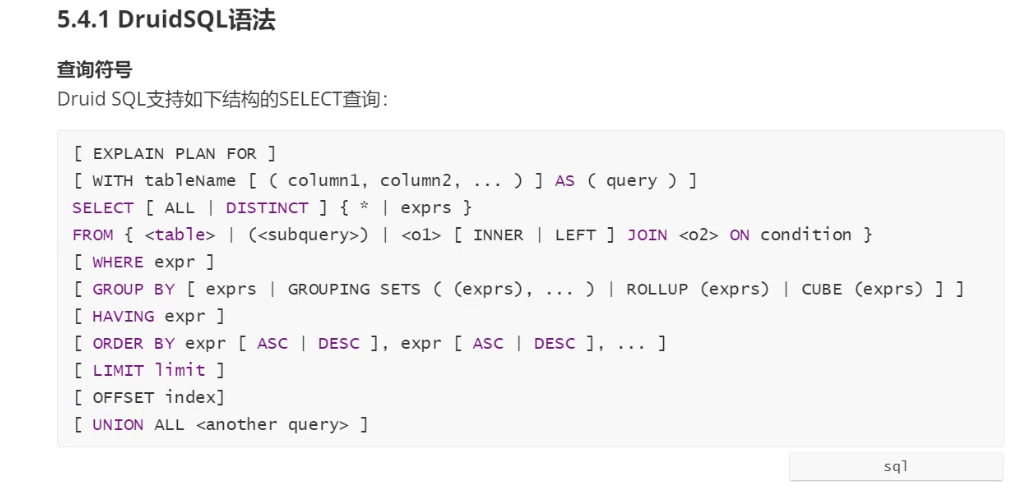 5.4.1 DruidSQL语法
查询符号
Druid SQL支持如下结构的SELECT查询：
[ EXPLAIN PLAN FOR ]
[ WITH tableName [ ( column1, column2, ... ) ] AS ( query ) ]
SELECT [ ALL | DISTINCT ] { * | exprs }
FROM { <table> | (<subquery>) | <o1> [ INNER | LEFT ] JOIN <o2> ON condition }
[ WHERE expr ]
[ GROUP BY [ exprs | GROUPING SETS ( (exprs), ... ) | ROLLUP (exprs) | CUBE (exprs) ] ]
[ HAVING expr ]
[ ORDER BY expr [ ASC | DESC ], expr [ ASC | DESC ], ... ]
[ LIMIT limit ]
[ OFFSET index]
[ UNION ALL <another query> ]
sql